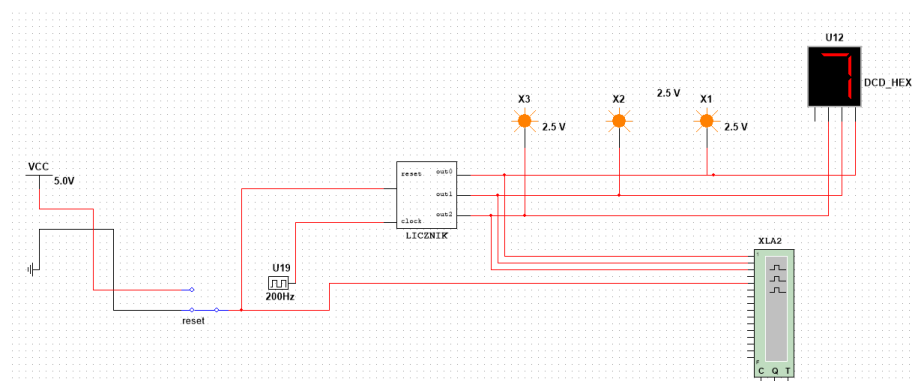 U12
DCD_HEX
2.5 V
X3
X2
X1
2.5 V
2.5 V
VCC
5.0V
reset
out0
out1
clock
out2
LICZNIK
XLA2
U19
200Hz
reset
1
F
C Q T